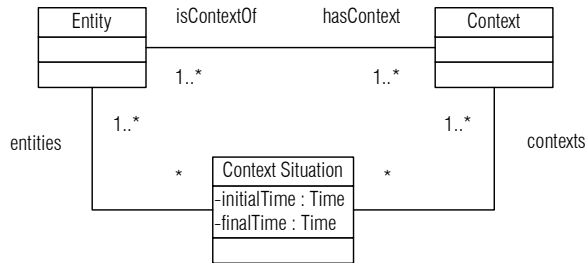 Entity
isContextOf
hasContext
Context
1..*
1..*
1..*
1..*
entities
contexts
*
*
Context Situation
-initialTime : Time
-finalTime : Time